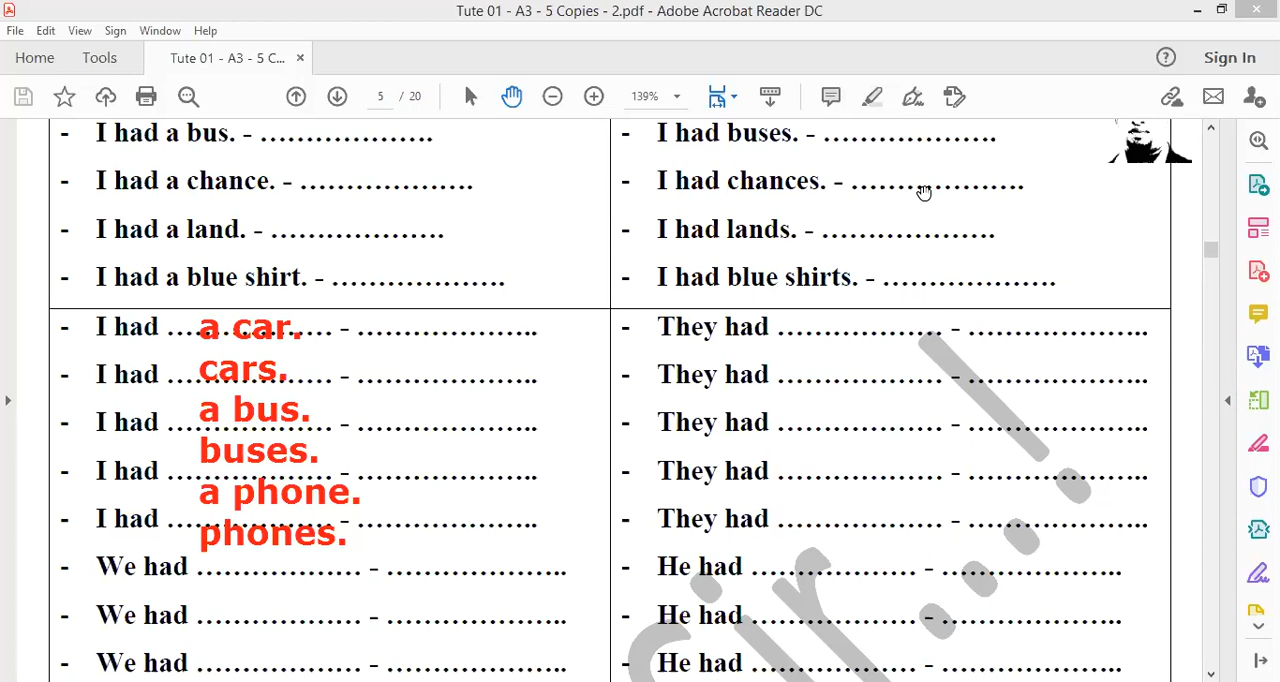 Tute 01 - A3 - 5 Copies - 2.pdf - Adobe Acrobat Reader DC
File Edit View Sign Window Help
Home Tools Tute 01 - A3 - 5 C... × Sign In
5 / 20 139%
- I had a bus. - ………………. - I had buses. - ……………….
- I had a chance. - ………………. - I had chances. - ……………….
- I had a land. - ………………. - I had lands. - ……………….
- I had a blue shirt. - ………………. - I had blue shirts. - ……………….
- I had ……………… - ……………….. - They had ……………… - ………………..
a car.
- I had ……………… - ……………….. - They had ……………… - ………………..
cars.
- I had ……………… - ……………….. - They had ……………… - ………………..
a bus.
- I had ……………… - ……………….. - They had ……………… - ………………..
buses.
a phone.
- I had ……………… - ……………….. - They had ……………… - ………………..
phones.
- We had ……………… - ……………….. - He had ……………… - ………………..
- We had ……………… - ……………….. - He had ……………… - ………………..
- We had ……………… - ……………….. - He had ……………… - ………………..